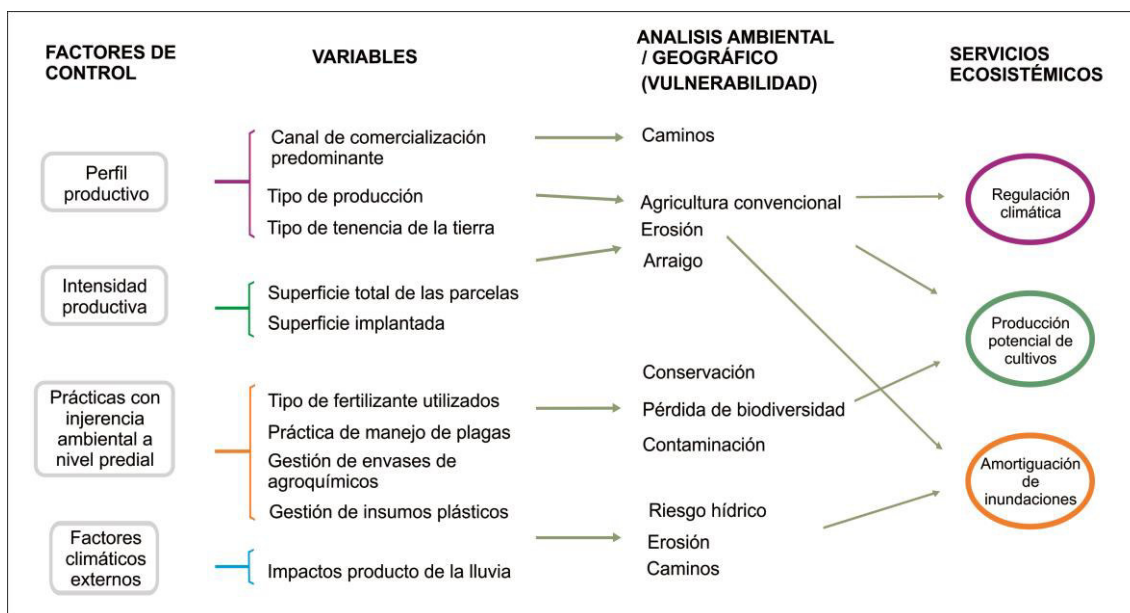 FACTORES DE
CONTROL
VARIABLES
ANALISIS AMBIENTAL
/ GEOGRÁFICO
(VULNERABILIDAD)
SERVICIOS
ECOSISTÉMICOS
Perfil
productivo
Canal de comercialización
predominante
Tipo de producción
Tipo de tenencia de la tierra
Caminos
Agricultura convencional
Erosión
Arraigo
Regulación
climática
Intensidad
productiva
Superficie total de las parcelas
Superficie implantada
Producción
potencial de
cultivos
Prácticas con
injerencia
ambiental a
nivel predial
Tipo de fertilizante utilizados
Práctica de manejo de plagas
Gestión de envases de
agroquímicos
Gestión de insumos plásticos
Conservación
Pérdida de biodiversidad
Contaminación
Amortiguación
de
inundaciones
Factores
climáticos
externos
Impactos producto de la lluvia
Riesgo hídrico
Erosión
Caminos